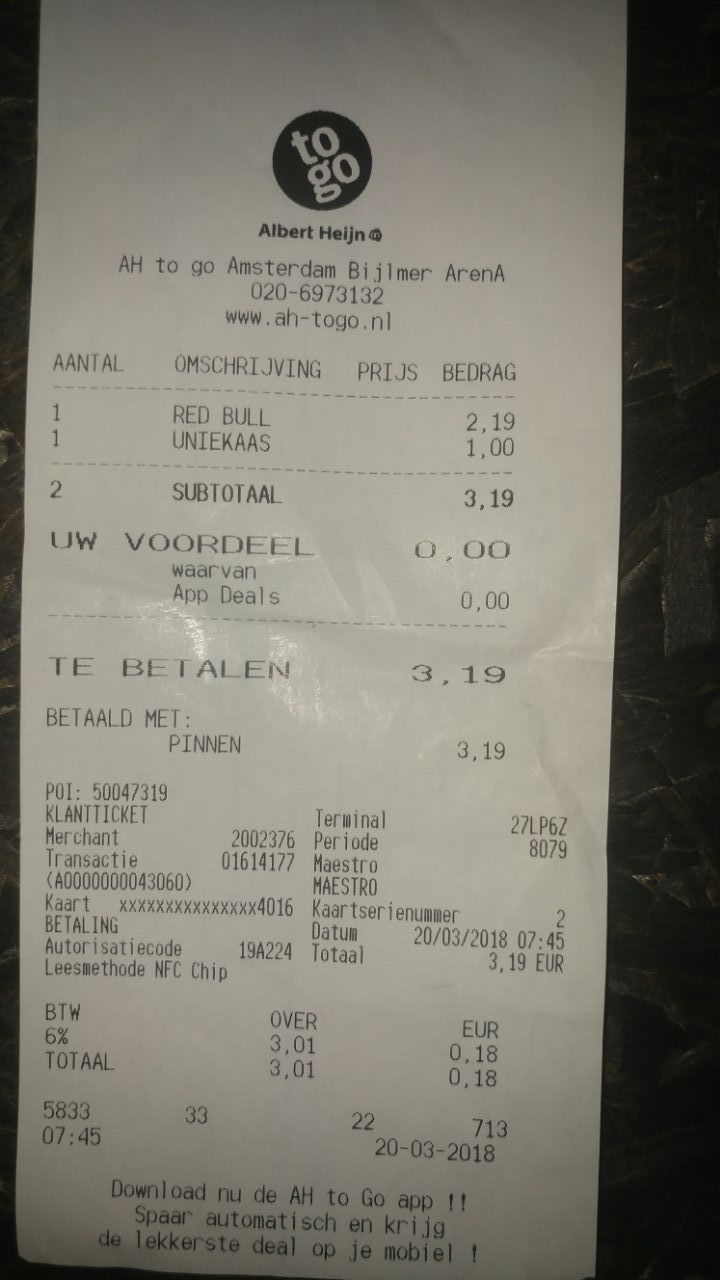 to
go
Albert Heijn
AH to go Amsterdam Bijlmer ArenA
020-6973132
www.ah-togo.nl
AANTAL OMSCHRIJVING PRIJS BEDRAG
1 RED BULL 2,19
1 UNIEKAAS 1,00
2 SUBTOTAAL 3,19
UW VOORDEEL 0,00
waarvan
App Deals 0,00
TE BETALEN 3,19
BETAALD MET:
PINNEN 3,19
POI: 50047319
KLANTTICKET Terminal 27LP6Z
Merchant 2002376 Periode 8079
Transactie 01614177 Maestro
(A0000000043060) MAESTRO
Kaart xxxxxxxxxxxxxxx4016 Kaartserienummer 2
BETALING Datum 20/03/2018 07:45
Autorisatiecode 19A224 Totaal 3,19 EUR
Leesmethode NFC Chip
BTW OVER EUR
6% 3,01 0,18
TOTAAL 3,01 0,18
5833 33 22 713
07:45 20-03-2018
Download nu de AH to Go app !!
Spaar automatisch en krijg
de lekkerste deal op je mobiel !